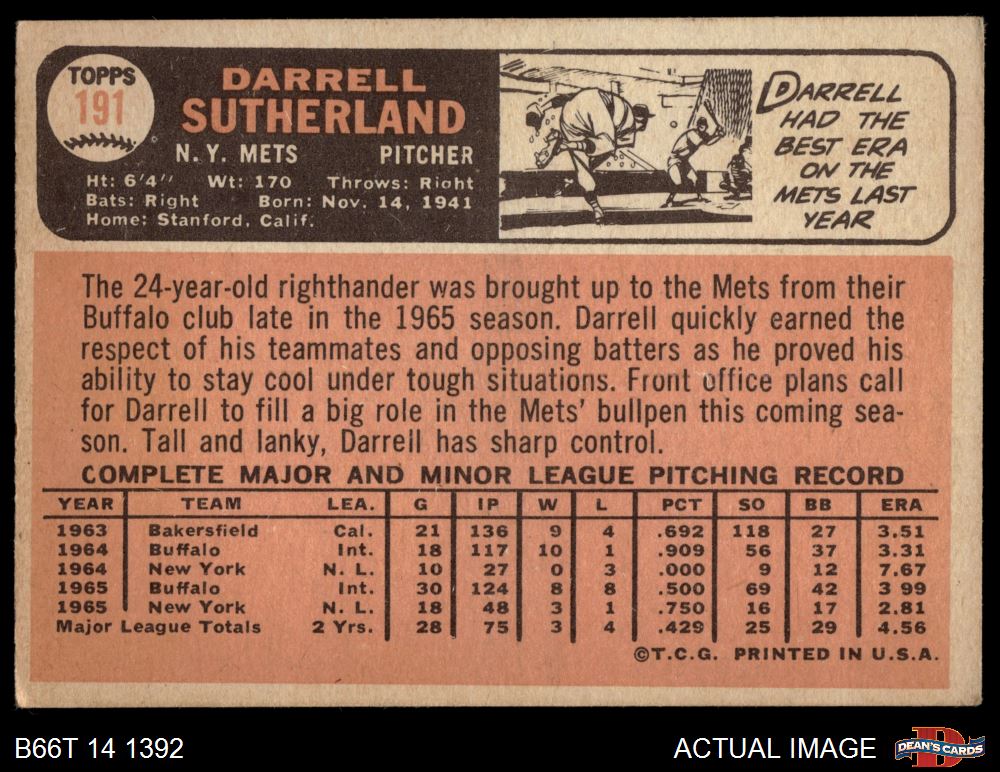 TOPPS
191
DARRELL
SUTHERLAND
N. Y. METS PITCHER
Ht: 6'4" Wt: 170 Throws: Right
Bats: Right Born: Nov. 14, 1941
Home: Stanford, Calif.
DARRELL
HAD THE
BEST ERA
ON THE
METS LAST
YEAR
The 24-year-old righthander was brought up to the Mets from their
Buffalo club late in the 1965 season. Darrell quickly earned the
respect of his teammates and opposing batters as he proved his
ability to stay cool under tough situations. Front office plans call
for Darrell to fill a big role in the Mets' bullpen this coming sea-
son. Tall and lanky, Darrell has sharp control.
COMPLETE MAJOR AND MINOR LEAGUE PITCHING RECORD
YEAR TEAM LEA. G IP W L PCT SO BB ERA
1963 Bakersfield Cal. 21 136 9 4 .692 118 27 3.51
1964 Buffalo Int. 18 117 10 1 .909 56 37 3.31
1964 New York N. L. 10 27 0 3 .000 9 12 7.67
1965 Buffalo Int. 30 124 8 8 .500 69 42 3 99
1965 New York N. L. 18 48 3 1 .750 16 17 2.81
Major League Totals 2 Yrs. 28 75 3 4 .429 25 29 4.56
©T.C.G. PRINTED IN U.S.A.
B66T 14 1392 ACTUAL IMAGE
D
DEAN'S CARDS